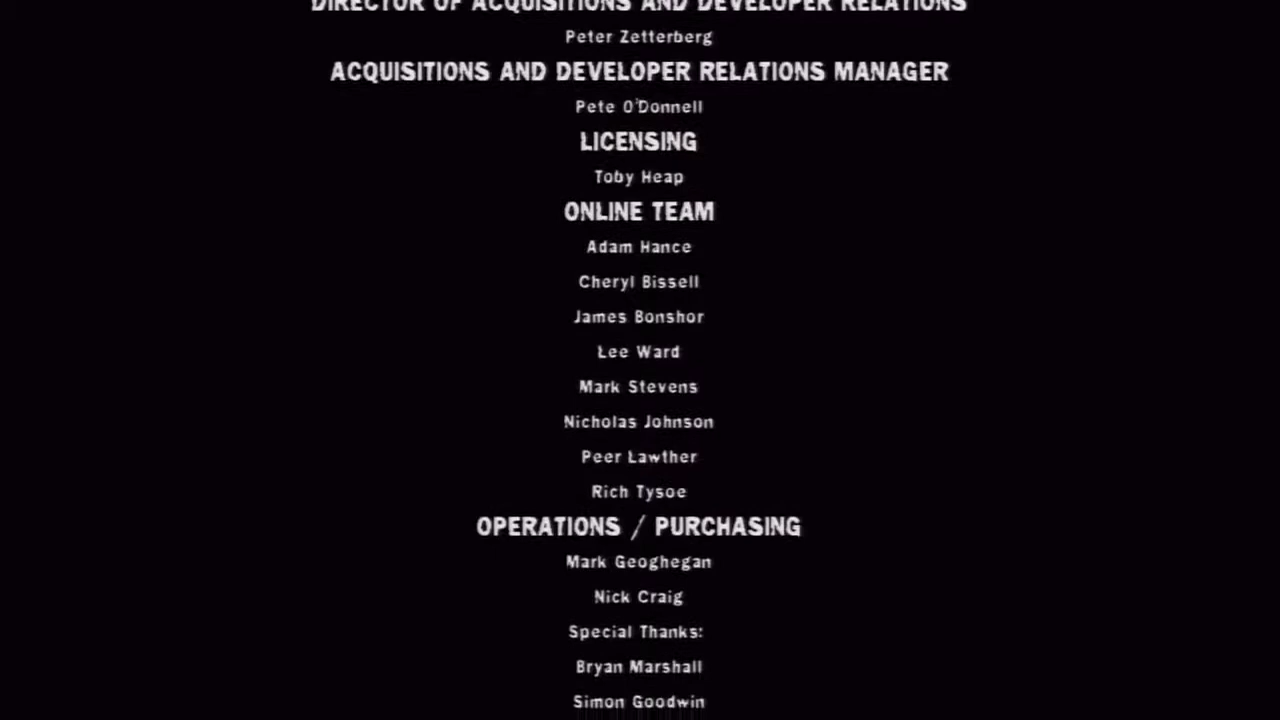 DIRECTOR OF ACQUISITIONS AND DEVELOPER RELATIONS
Peter Zetterberg
ACQUISITIONS AND DEVELOPER RELATIONS MANAGER
Pete O'Donnell
LICENSING
Toby Heap
ONLINE TEAM
Adam Hance
Cheryl Bissell
James Bonshor
Lee Ward
Mark Stevens
Nicholas Johnson
Peer Lawther
Rich Tysoe
OPERATIONS / PURCHASING
Mark Geoghegan
Nick Craig
Special Thanks:
Bryan Marshall
Simon Goodwin